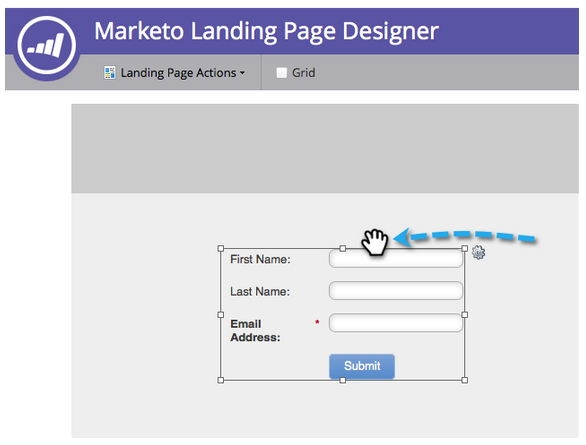 Marketo Landing Page Designer
Landing Page Actions
Grid
First Name:
Last Name:
Email
Address:
*
Submit